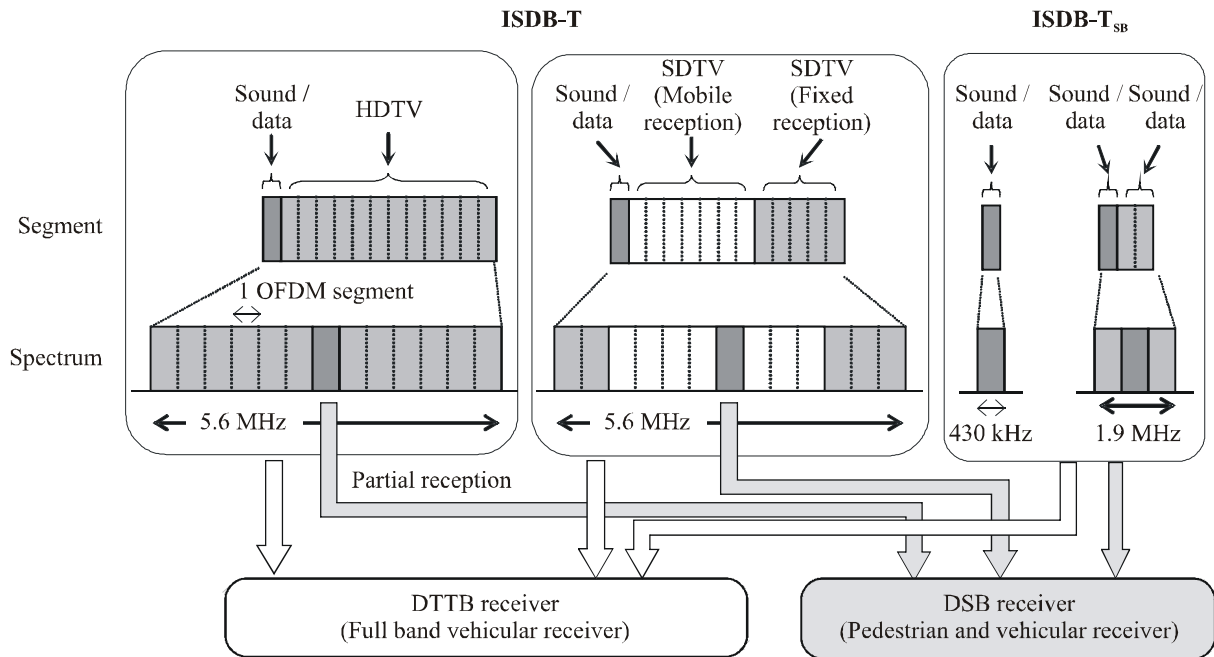 ISDB-T
ISDB-T_SB
Sound /
data
HDTV
Sound /
data
SDTV
(Mobile
reception)
SDTV
(Fixed
reception)
Sound /
data
Sound /
data
Sound /
data
Segment
1 OFDM segment
Spectrum
5.6 MHz
5.6 MHz
430 kHz
1.9 MHz
Partial reception
DTTB receiver
(Full band vehicular receiver)
DSB receiver
(Pedestrian and vehicular receiver)